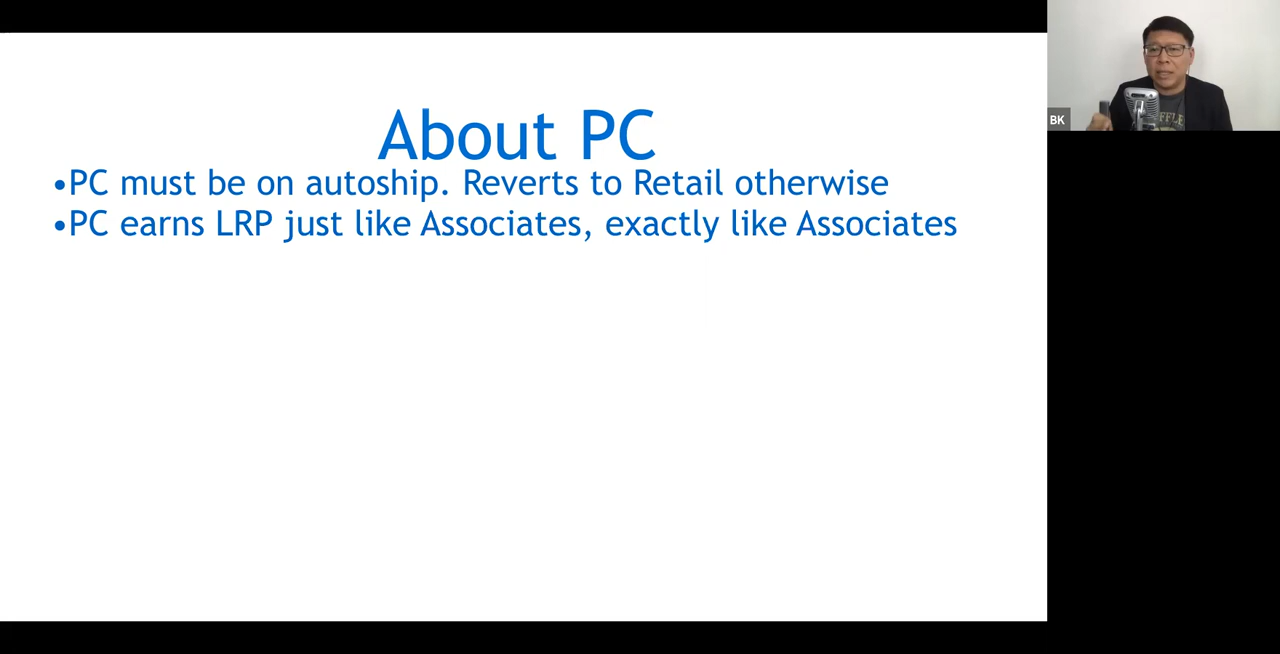 About PC
•PC must be on autoship. Reverts to Retail otherwise
•PC earns LRP just like Associates, exactly like Associates
BK